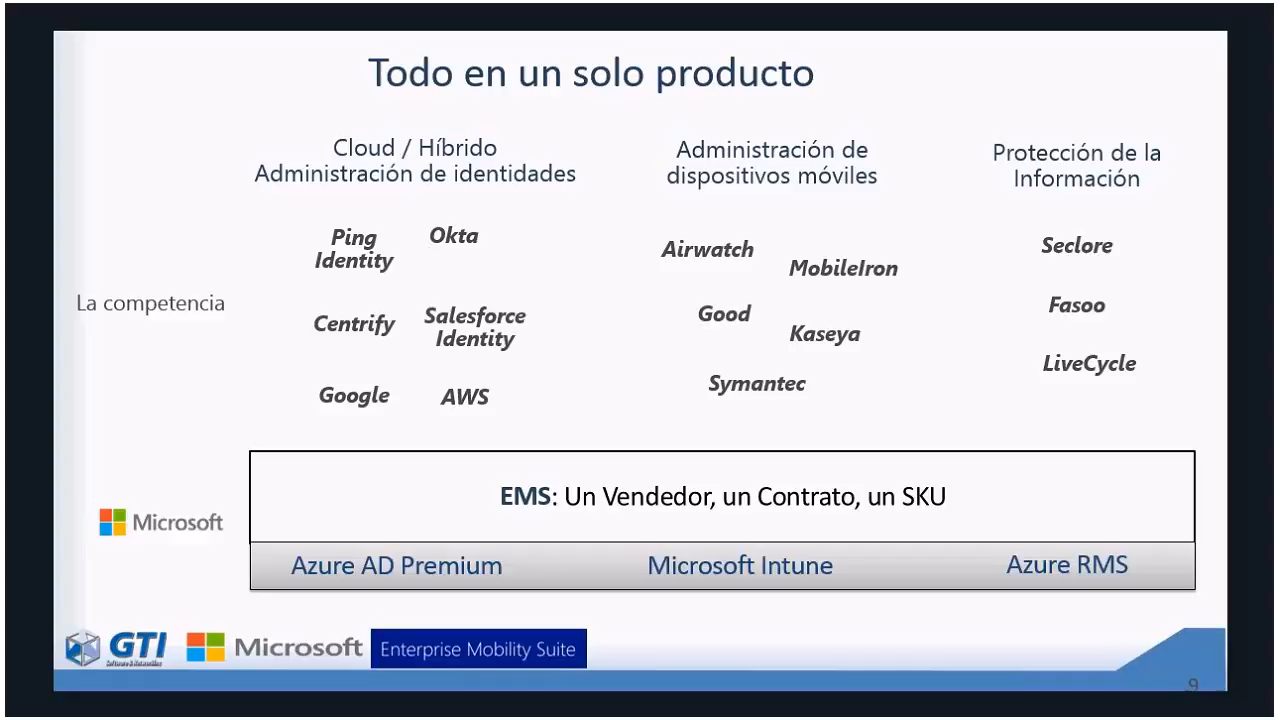 Todo en un solo producto
Cloud / Híbrido
Administración de identidades
Administración de
dispositivos móviles
Protección de la
Información
La competencia
Ping
Identity
Okta
Centrify
Salesforce
Identity
Google
AWS
Airwatch
MobileIron
Good
Kaseya
Symantec
Seclore
Fasoo
LiveCycle
Microsoft
EMS: Un Vendedor, un Contrato, un SKU
Azure AD Premium
Microsoft Intune
Azure RMS
GTI
Software & Networkides
Microsoft
Enterprise Mobility Suite
9